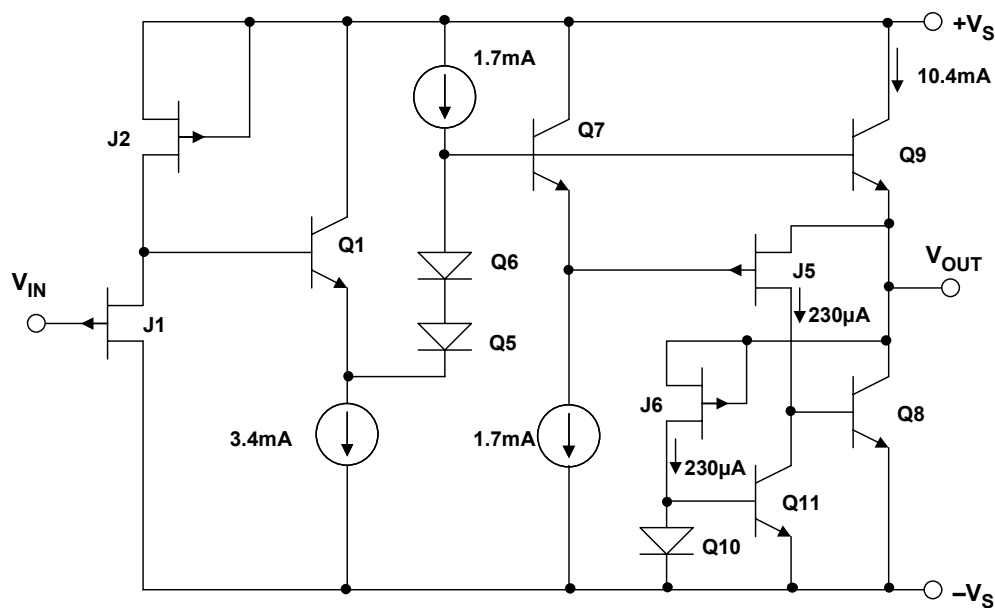 +VS
1.7mA
10.4mA
J2
Q7
Q9
Q1
Q6
VIN
J1
J5
VOUT
Q5
230µA
J6
Q8
3.4mA
1.7mA
230µA
Q11
Q10
–VS